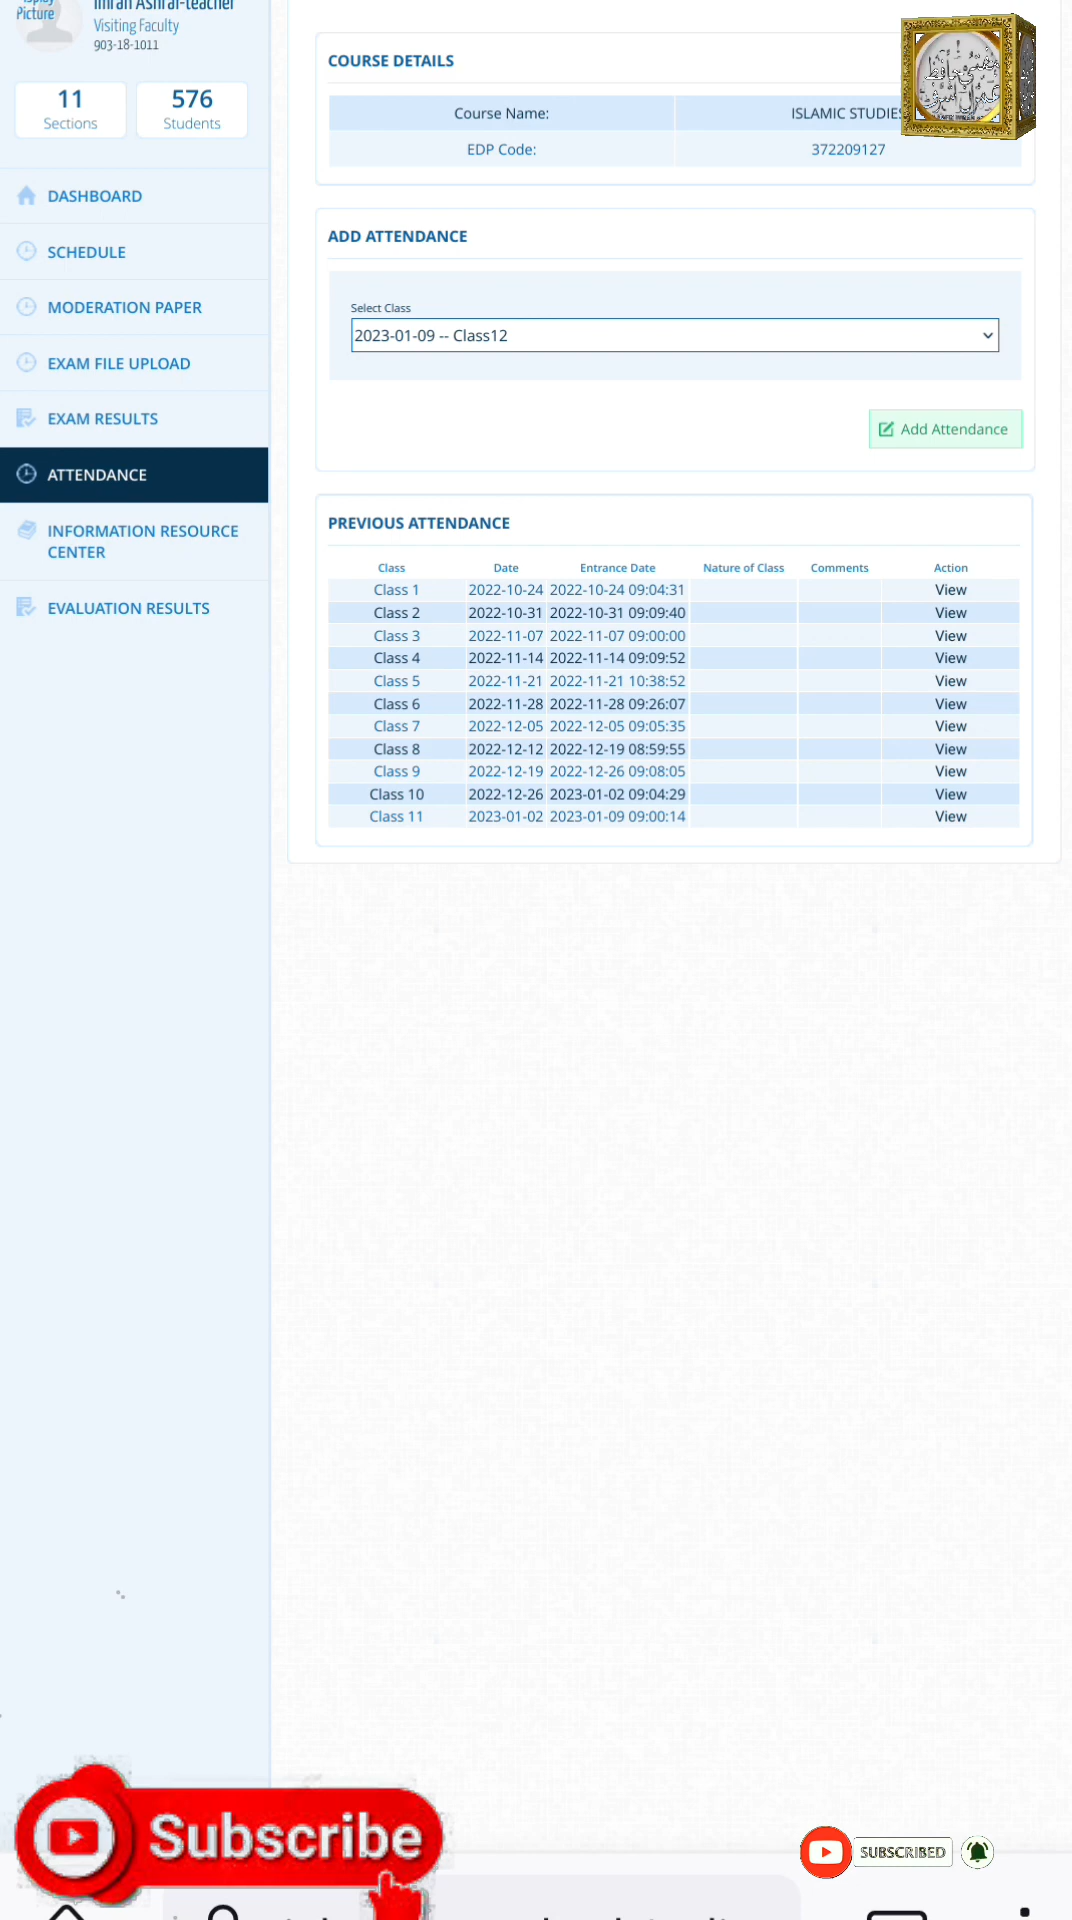 Picture
Imran Ashraf-teacher
Visiting Faculty
903-18-1011
11
Sections
576
Students
DASHBOARD
SCHEDULE
MODERATION PAPER
EXAM FILE UPLOAD
EXAM RESULTS
ATTENDANCE
INFORMATION RESOURCE
CENTER
EVALUATION RESULTS
COURSE DETAILS
Course Name: ISLAMIC STUDIES
EDP Code: 372209127
ADD ATTENDANCE
Select Class
2023-01-09 -- Class12
Add Attendance
PREVIOUS ATTENDANCE
Class Date Entrance Date Nature of Class Comments Action
Class 1 2022-10-24 2022-10-24 09:04:31 View
Class 2 2022-10-31 2022-10-31 09:09:40 View
Class 3 2022-11-07 2022-11-07 09:00:00 View
Class 4 2022-11-14 2022-11-14 09:09:52 View
Class 5 2022-11-21 2022-11-21 10:38:52 View
Class 6 2022-11-28 2022-11-28 09:26:07 View
Class 7 2022-12-05 2022-12-05 09:05:35 View
Class 8 2022-12-12 2022-12-19 08:59:55 View
Class 9 2022-12-19 2022-12-26 09:08:05 View
Class 10 2022-12-26 2023-01-02 09:04:29 View
Class 11 2023-01-02 2023-01-09 09:00:14 View
Subscribe
SUBSCRIBED